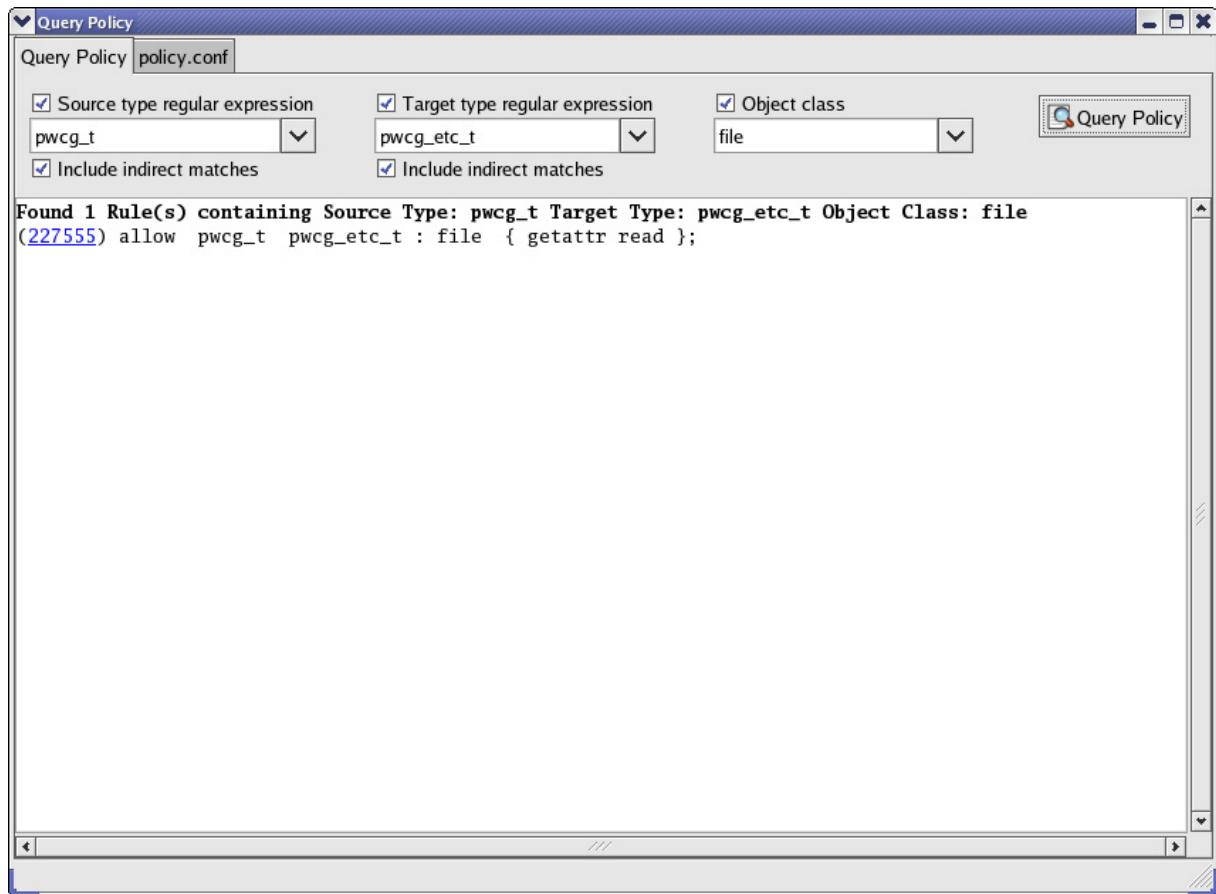 Query Policy
Query Policy policy.conf
Source type regular expression Target type regular expression Object class
pwcg_t pwcg_etc_t file Query Policy
Include indirect matches Include indirect matches
Found 1 Rule(s) containing Source Type: pwcg_t Target Type: pwcg_etc_t Object Class: file
(227555) allow pwcg_t pwcg_etc_t : file { getattr read };